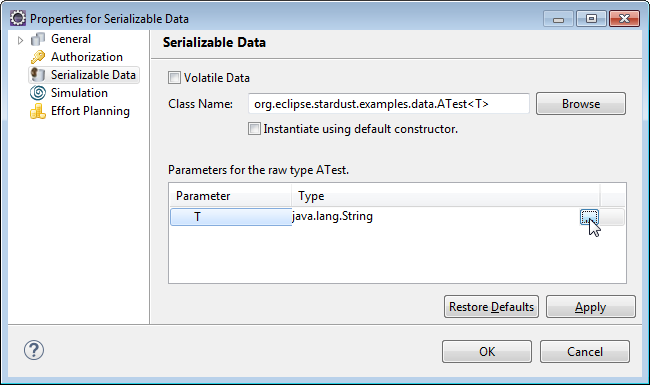 Properties for Serializable Data
General
Authorization
Serializable Data
Simulation
Effort Planning
Serializable Data
Volatile Data
Class Name: org.eclipse.stardust.examples.data.ATest<T> Browse
Instantiate using default constructor.
Parameters for the raw type ATest.
Parameter Type
T java.lang.String ...
Restore Defaults Apply
? OK Cancel